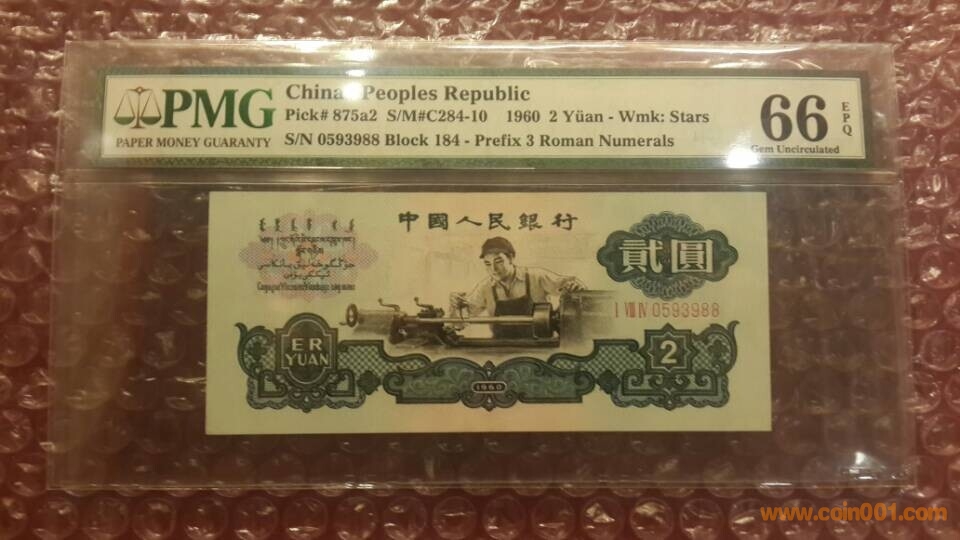 PMG
PAPER MONEY GUARANTY
China Peoples Republic
Pick# 875a2 S/M#C284-10 1960 2 Yüan - Wmk: Stars
S/N 0593988 Block 184 - Prefix 3 Roman Numerals
66
EPQ
Gem Uncirculated
中國人民銀行
貳圓
I VIII IV 0593988
ER
YUAN
1960
2
www.coin001.com